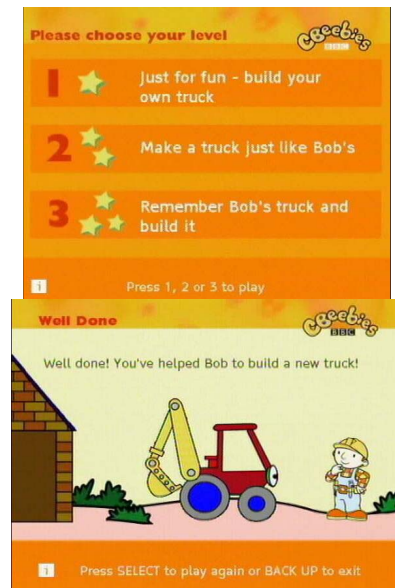 Please choose your level
CBeebies
BBC
1 Just for fun - build your
own truck
2 Make a truck just like Bob's
3 Remember Bob's truck and
build it
i Press 1, 2 or 3 to play
Well Done
CBeebies
BBC
Well done! You've helped Bob to build a new truck!
i Press SELECT to play again or BACK UP to exit